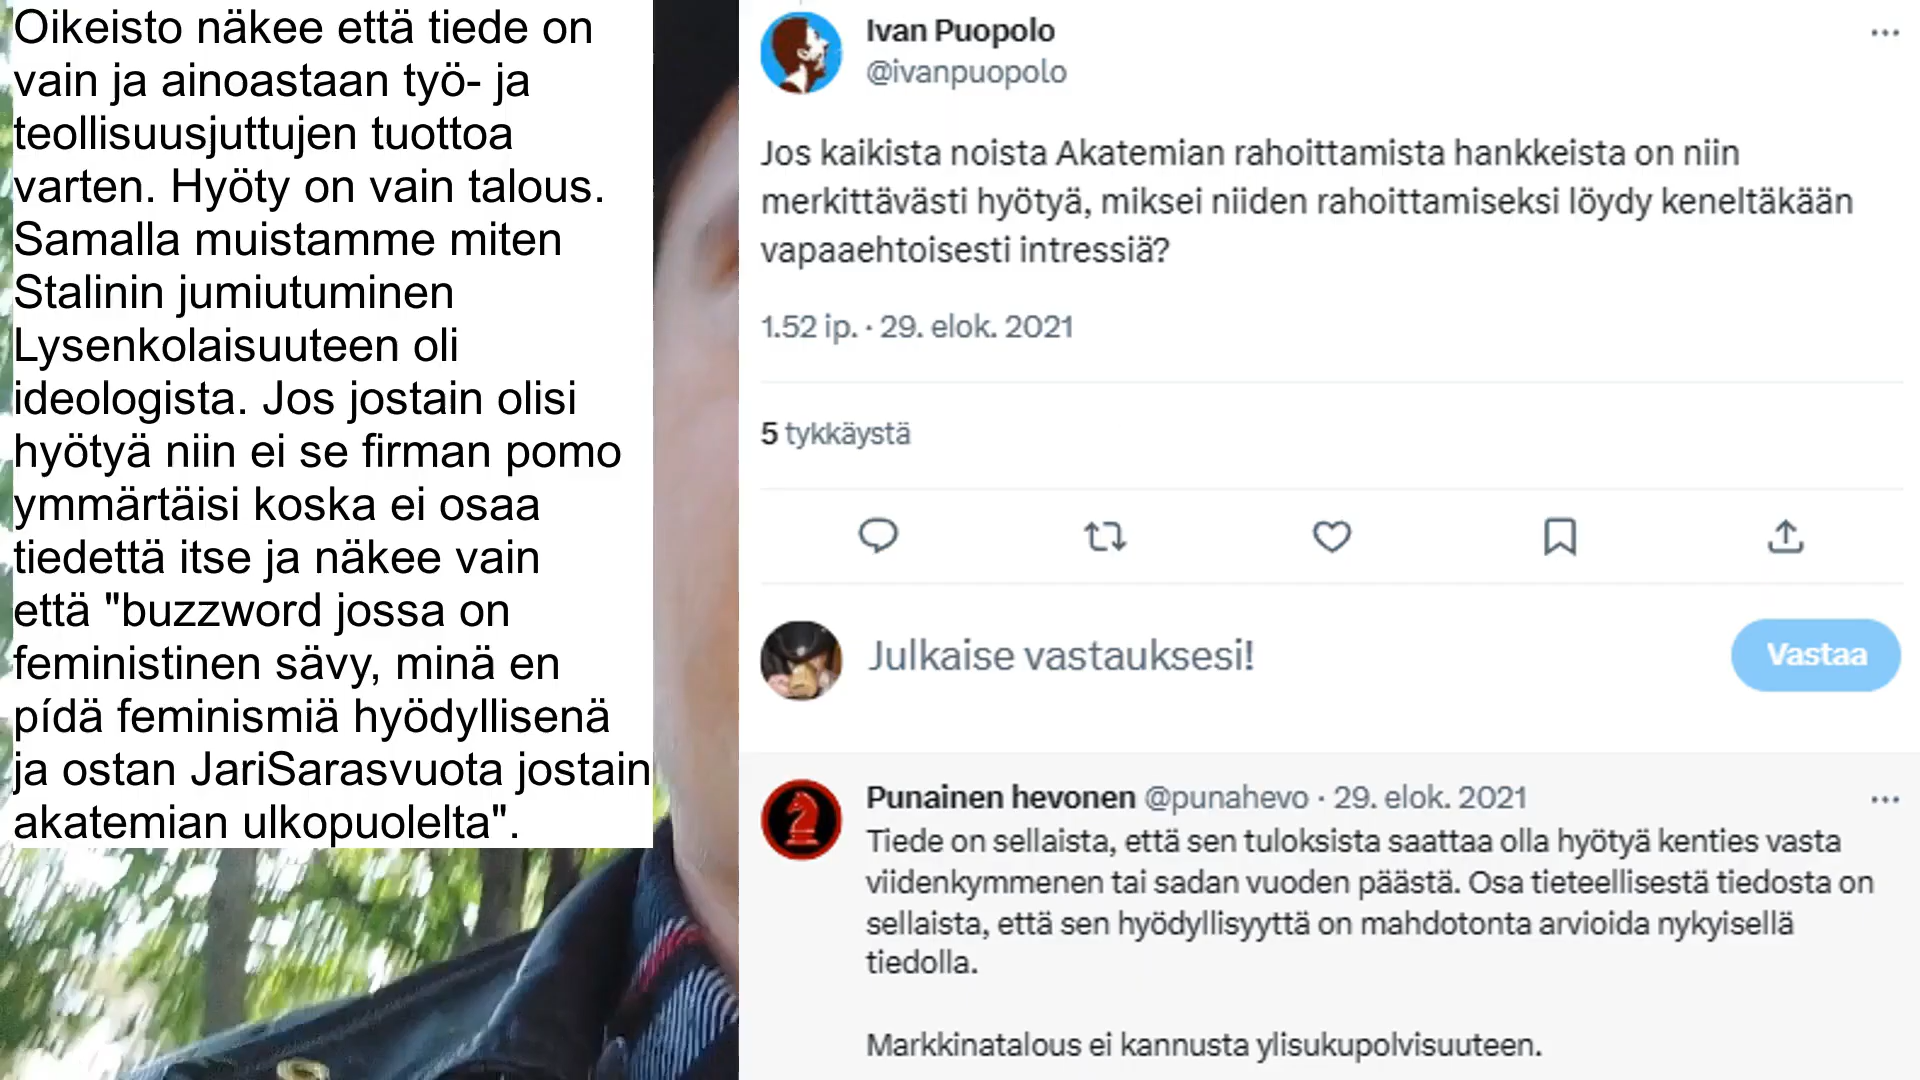 Oikeisto näkee että tiede on
vain ja ainoastaan työ- ja
teollisuusjuttujen tuottoa
varten. Hyöty on vain talous.
Samalla muistamme miten
Stalinin jumiutuminen
Lysenkolaisuuteen oli
ideologista. Jos jostain olisi
hyötyä niin ei se firman pomo
ymmärtäisi koska ei osaa
tiedettä itse ja näkee vain
että "buzzword jossa on
feministinen sävy, minä en
pídä feminismiä hyödyllisenä
ja ostan JariSarasvuota jostain
akatemian ulkopuolelta".
Ivan Puopolo
@ivanpuopolo
Jos kaikista noista Akatemian rahoittamista hankkeista on niin
merkittävästi hyötyä, miksei niiden rahoittamiseksi löydy keneltäkään
vapaaehtoisesti intressiä?
1.52 ip. · 29. elok. 2021
5 tykkäystä
Julkaise vastauksesi!
Vastaa
Punainen hevonen @punahevo · 29. elok. 2021
Tiede on sellaista, että sen tuloksista saattaa olla hyötyä kenties vasta
viidenkymmenen tai sadan vuoden päästä. Osa tieteellisestä tiedosta on
sellaista, että sen hyödyllisyyttä on mahdotonta arvioida nykyisellä
tiedolla.
Markkinatalous ei kannusta ylisukupolvisuuteen.